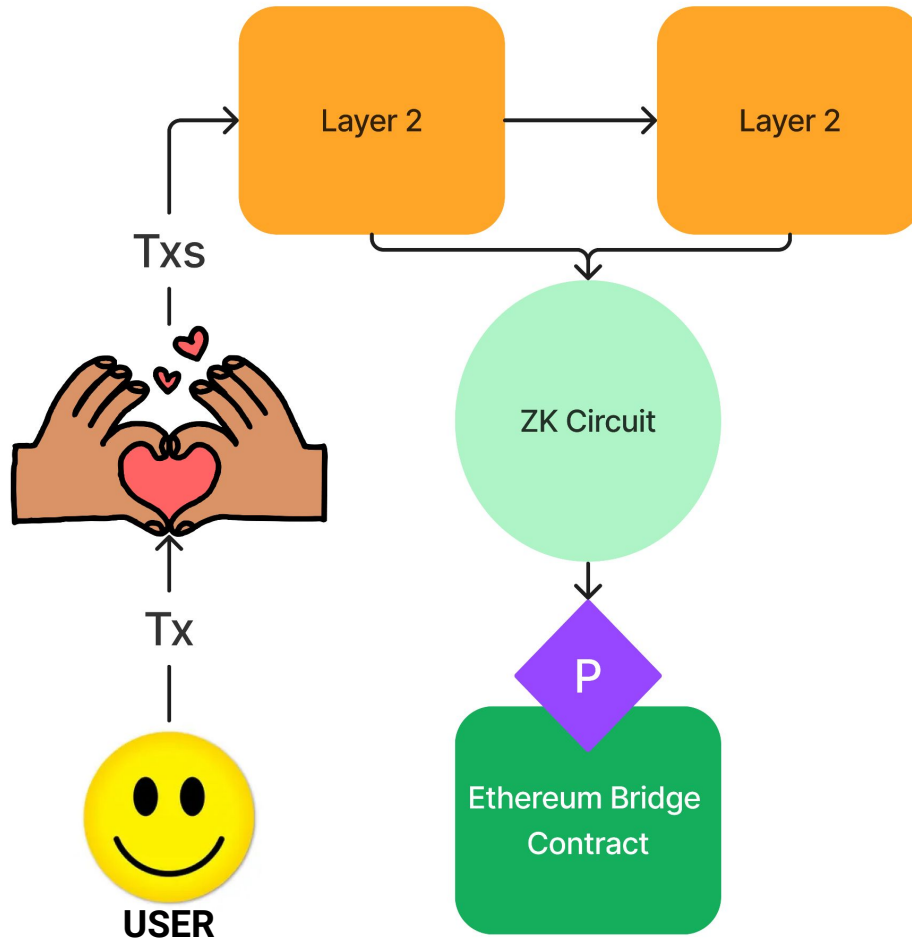 Layer 2
Layer 2
Txs
ZK Circuit
Tx
P
Ethereum Bridge
Contract
USER